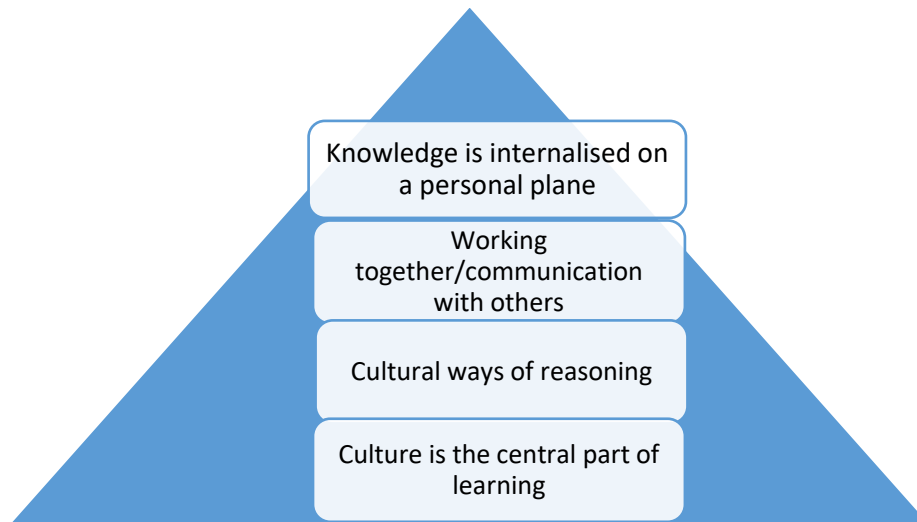 Knowledge is internalised on
a personal plane
Working
together/communication
with others
Cultural ways of reasoning
Culture is the central part of
learning